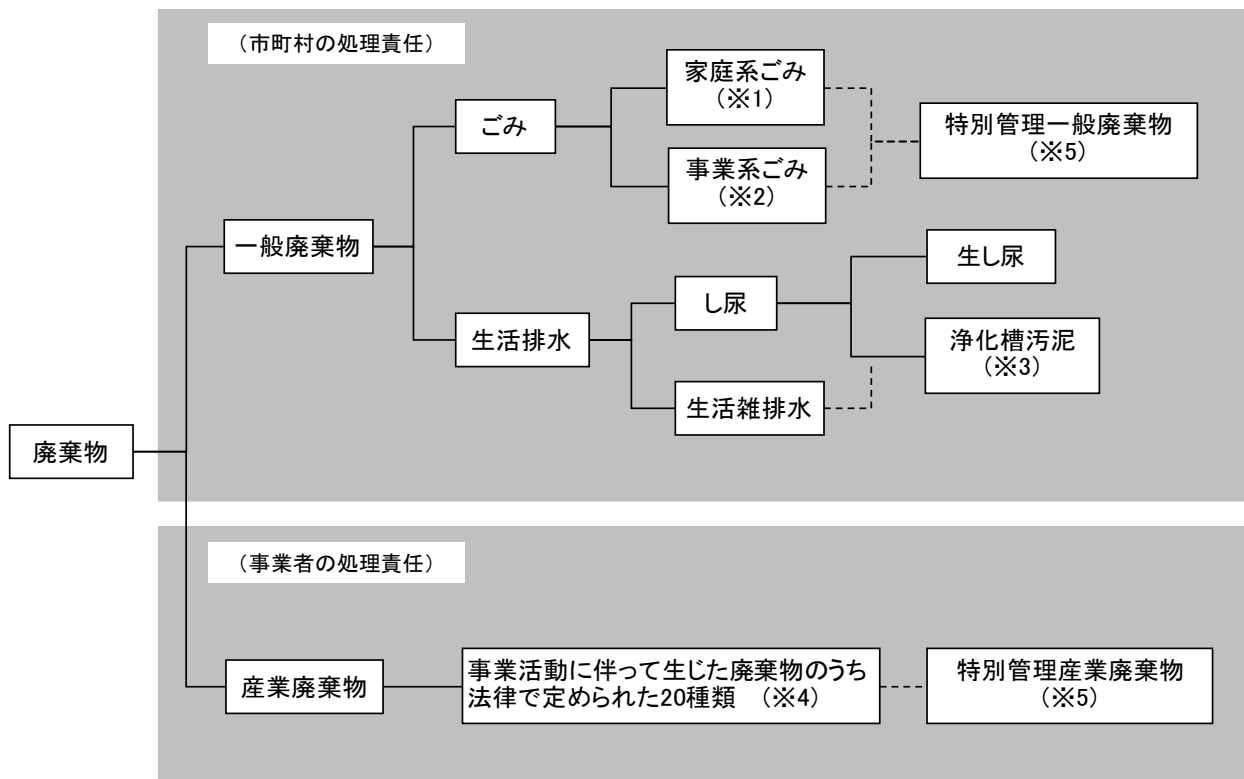 （市町村の処理責任）
家庭系ごみ
（※1）
ごみ
特別管理一般廃棄物
（※5）
事業系ごみ
（※2）
一般廃棄物
生し尿
し尿
生活排水
浄化槽汚泥
（※3）
生活雑排水
廃棄物
（事業者の処理責任）
産業廃棄物
事業活動に伴って生じた廃棄物のうち
法律で定められた20種類　（※4）
特別管理産業廃棄物
（※5）